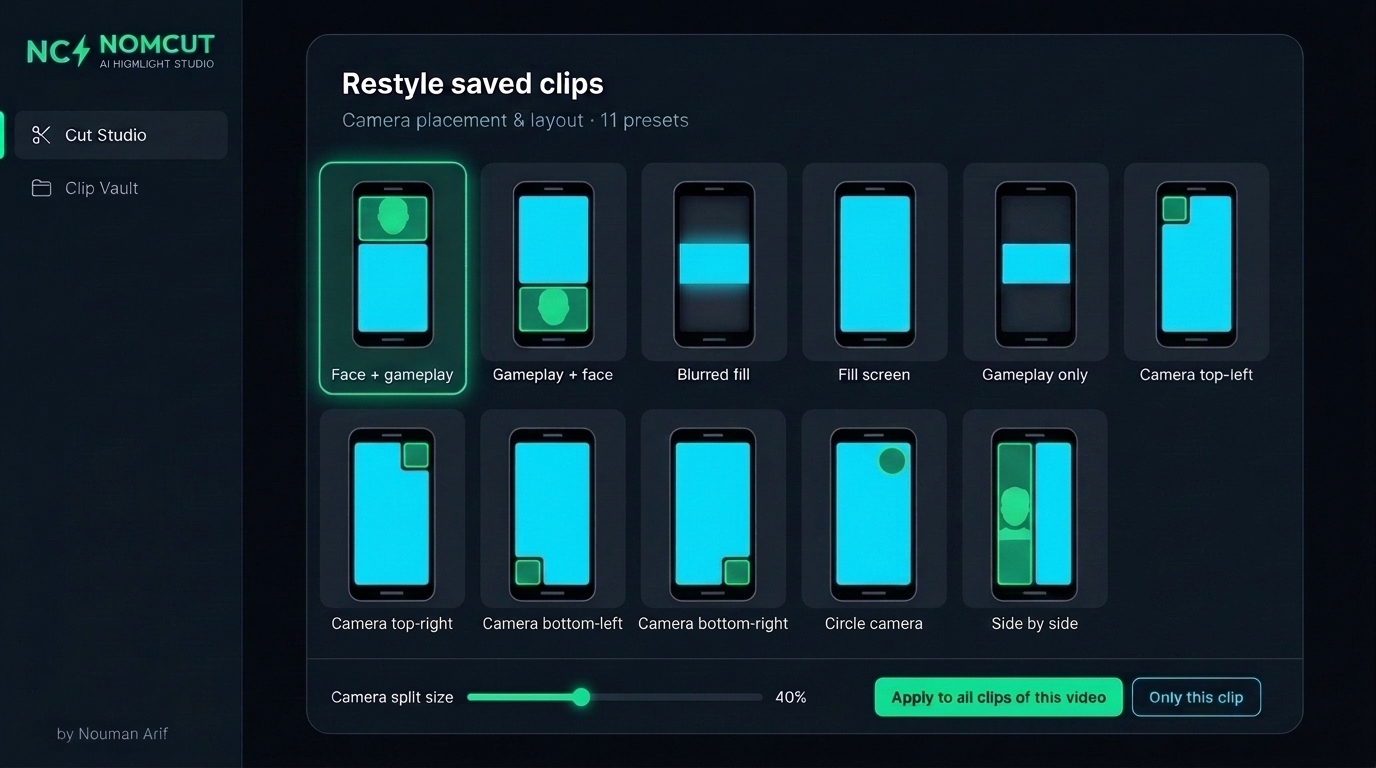 NC NOMCUT
AI HIGMLIGHT STUDIO
Cut Studio
Clip Vault
by Nouman Arif
Restyle saved clips
Camera placement & layout · 11 presets
Face + gameplay
Gameplay + face
Blurred fill
Fill screen
Gameplay only
Camera top-left
Camera top-right
Camera bottom-left
Camera bottom-right
Circle camera
Side by side
Camera split size
40%
Apply to all clips of this video
Only this clip